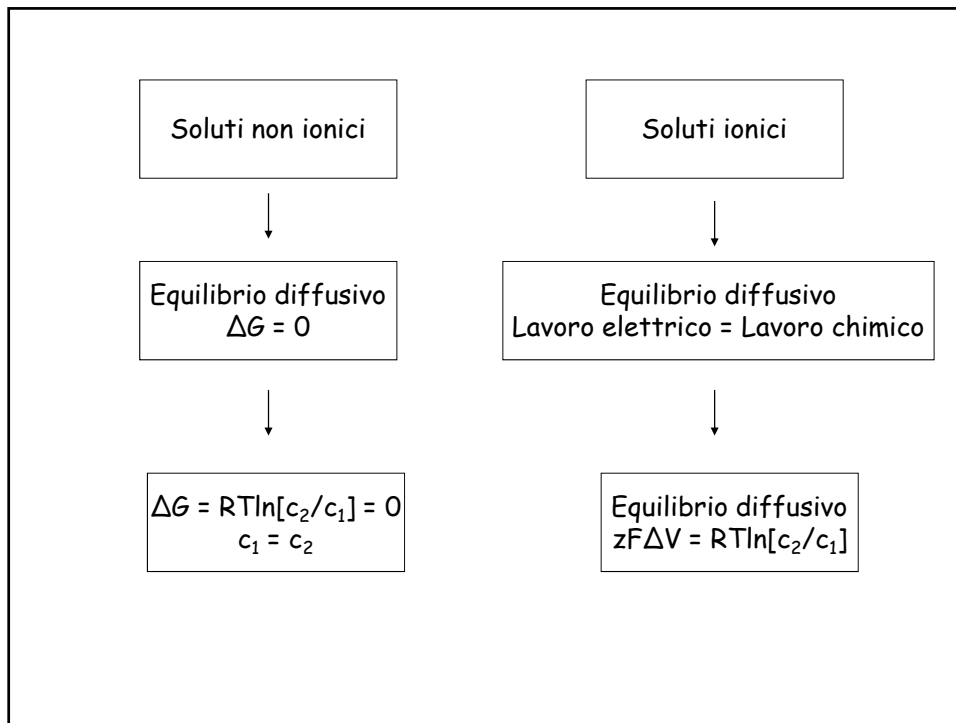 Soluti non ionici
Equilibrio diffusivo
ΔG = 0
ΔG = RTln[c₂/c₁] = 0
c₁ = c₂
Soluti ionici
Equilibrio diffusivo
Lavoro elettrico = Lavoro chimico
Equilibrio diffusivo
zFΔV = RTln[c₂/c₁]